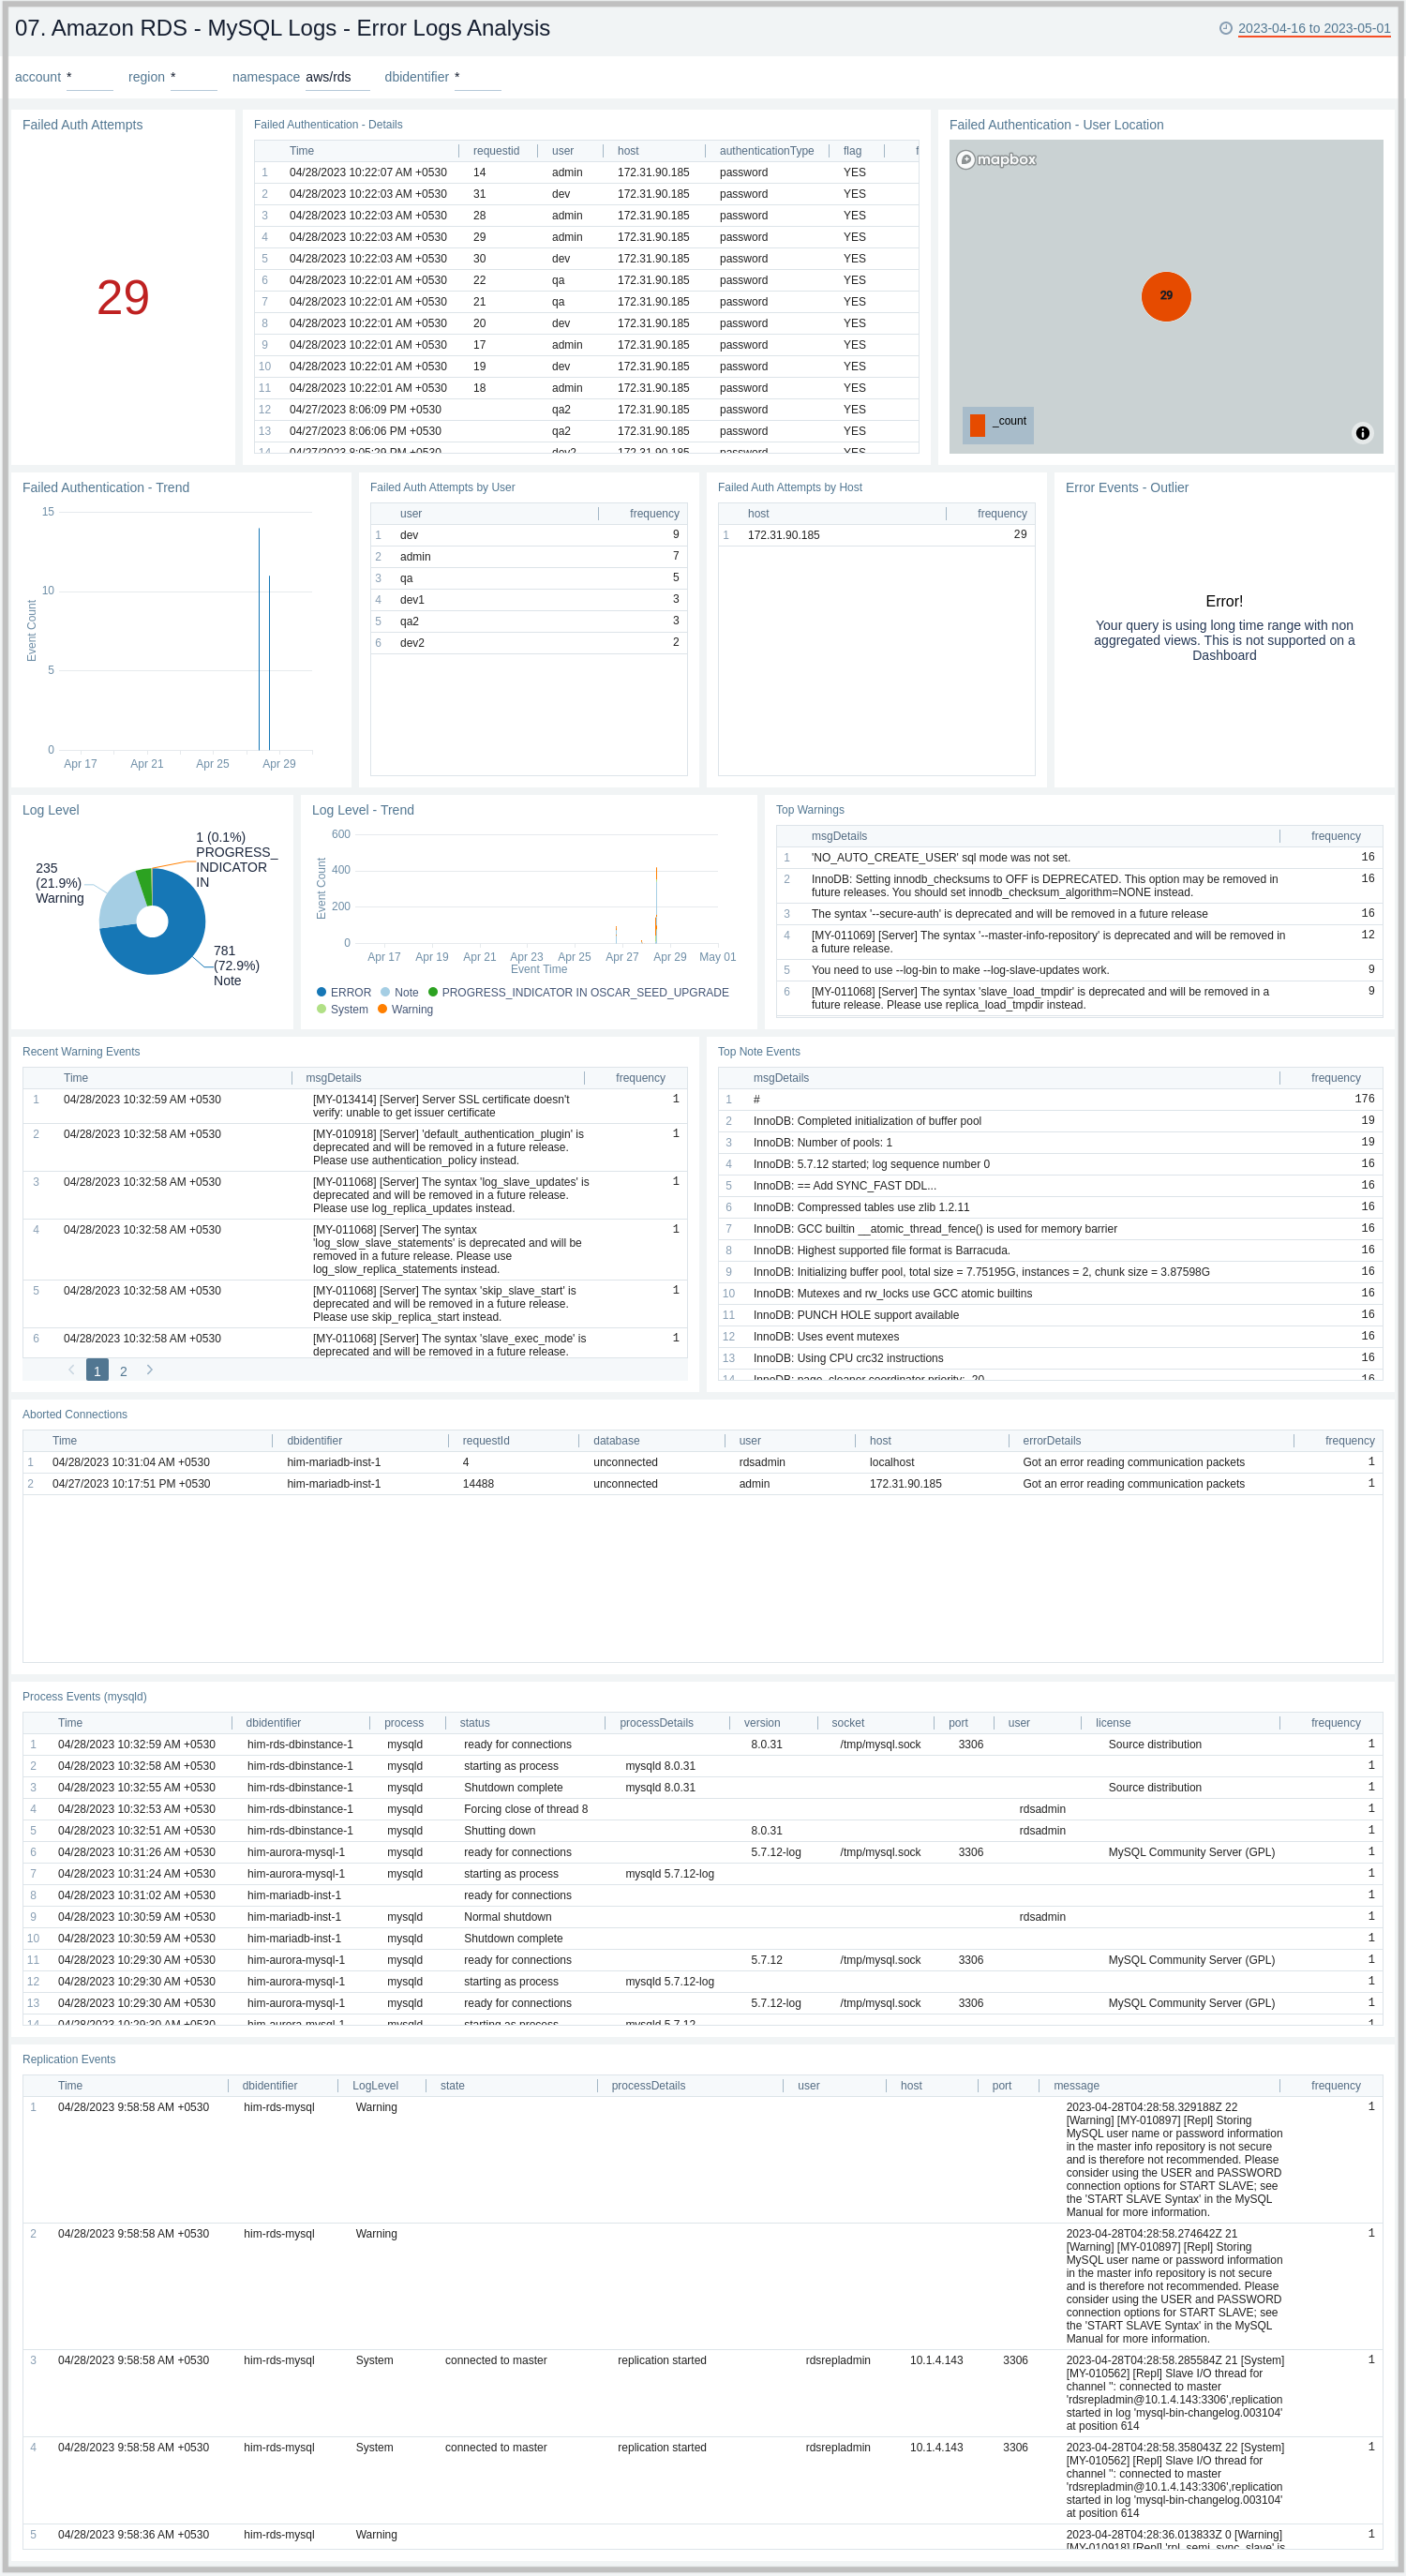 07. Amazon RDS - MySQL Logs - Error Logs Analysis
2023-04-16 to 2023-05-01
account * region * namespace aws/rds dbidentifier *
Failed Auth Attempts
29
Failed Authentication - Details
Time requestid user host authenticationType flag f
1 04/28/2023 10:22:07 AM +0530 14 admin 172.31.90.185 password YES
2 04/28/2023 10:22:03 AM +0530 31 dev 172.31.90.185 password YES
3 04/28/2023 10:22:03 AM +0530 28 admin 172.31.90.185 password YES
4 04/28/2023 10:22:03 AM +0530 29 admin 172.31.90.185 password YES
5 04/28/2023 10:22:03 AM +0530 30 dev 172.31.90.185 password YES
6 04/28/2023 10:22:01 AM +0530 22 qa 172.31.90.185 password YES
7 04/28/2023 10:22:01 AM +0530 21 qa 172.31.90.185 password YES
8 04/28/2023 10:22:01 AM +0530 20 dev 172.31.90.185 password YES
9 04/28/2023 10:22:01 AM +0530 17 admin 172.31.90.185 password YES
10 04/28/2023 10:22:01 AM +0530 19 dev 172.31.90.185 password YES
11 04/28/2023 10:22:01 AM +0530 18 admin 172.31.90.185 password YES
12 04/27/2023 8:06:09 PM +0530 qa2 172.31.90.185 password YES
13 04/27/2023 8:06:06 PM +0530 qa2 172.31.90.185 password YES
14 04/27/2023 8:05:29 PM +0530 dev2 172.31.90.185 password YES
Failed Authentication - User Location
mapbox
29
_count
Failed Authentication - Trend
15
10
5
0
Event Count
Apr 17 Apr 21 Apr 25 Apr 29
Failed Auth Attempts by User
user frequency
1 dev 9
2 admin 7
3 qa 5
4 dev1 3
5 qa2 3
6 dev2 2
Failed Auth Attempts by Host
host frequency
1 172.31.90.185 29
Error Events - Outlier
Error!
Your query is using long time range with non
aggregated views. This is not supported on a
Dashboard
Log Level
1 (0.1%)
PROGRESS_
INDICATOR
IN
235
(21.9%)
Warning
781
(72.9%)
Note
Log Level - Trend
600
400
200
0
Event Count
Apr 17 Apr 19 Apr 21 Apr 23 Apr 25 Apr 27 Apr 29 May 01
Event Time
ERROR Note PROGRESS_INDICATOR IN OSCAR_SEED_UPGRADE
System Warning
Top Warnings
msgDetails frequency
1 'NO_AUTO_CREATE_USER' sql mode was not set. 16
2 InnoDB: Setting innodb_checksums to OFF is DEPRECATED. This option may be removed in 16
future releases. You should set innodb_checksum_algorithm=NONE instead.
3 The syntax '--secure-auth' is deprecated and will be removed in a future release 16
4 [MY-011069] [Server] The syntax '--master-info-repository' is deprecated and will be removed in 12
a future release.
5 You need to use --log-bin to make --log-slave-updates work. 9
6 [MY-011068] [Server] The syntax 'slave_load_tmpdir' is deprecated and will be removed in a 9
future release. Please use replica_load_tmpdir instead.
Recent Warning Events
Time msgDetails frequency
1 04/28/2023 10:32:59 AM +0530 [MY-013414] [Server] Server SSL certificate doesn't 1
verify: unable to get issuer certificate
2 04/28/2023 10:32:58 AM +0530 [MY-010918] [Server] 'default_authentication_plugin' is 1
deprecated and will be removed in a future release.
Please use authentication_policy instead.
3 04/28/2023 10:32:58 AM +0530 [MY-011068] [Server] The syntax 'log_slave_updates' is 1
deprecated and will be removed in a future release.
Please use log_replica_updates instead.
4 04/28/2023 10:32:58 AM +0530 [MY-011068] [Server] The syntax 1
'log_slow_slave_statements' is deprecated and will be
removed in a future release. Please use
log_slow_replica_statements instead.
5 04/28/2023 10:32:58 AM +0530 [MY-011068] [Server] The syntax 'skip_slave_start' is 1
deprecated and will be removed in a future release.
Please use skip_replica_start instead.
6 04/28/2023 10:32:58 AM +0530 [MY-011068] [Server] The syntax 'slave_exec_mode' is 1
deprecated and will be removed in a future release.
1 2
Top Note Events
msgDetails frequency
1 # 176
2 InnoDB: Completed initialization of buffer pool 19
3 InnoDB: Number of pools: 1 19
4 InnoDB: 5.7.12 started; log sequence number 0 16
5 InnoDB: == Add SYNC_FAST DDL... 16
6 InnoDB: Compressed tables use zlib 1.2.11 16
7 InnoDB: GCC builtin __atomic_thread_fence() is used for memory barrier 16
8 InnoDB: Highest supported file format is Barracuda. 16
9 InnoDB: Initializing buffer pool, total size = 7.75195G, instances = 2, chunk size = 3.87598G 16
10 InnoDB: Mutexes and rw_locks use GCC atomic builtins 16
11 InnoDB: PUNCH HOLE support available 16
12 InnoDB: Uses event mutexes 16
13 InnoDB: Using CPU crc32 instructions 16
14 InnoDB: page_cleaner coordinator priority: -20 16
Aborted Connections
Time dbidentifier requestId database user host errorDetails frequency
1 04/28/2023 10:31:04 AM +0530 him-mariadb-inst-1 4 unconnected rdsadmin localhost Got an error reading communication packets 1
2 04/27/2023 10:17:51 PM +0530 him-mariadb-inst-1 14488 unconnected admin 172.31.90.185 Got an error reading communication packets 1
Process Events (mysqld)
Time dbidentifier process status processDetails version socket port user license frequency
1 04/28/2023 10:32:59 AM +0530 him-rds-dbinstance-1 mysqld ready for connections 8.0.31 /tmp/mysql.sock 3306 Source distribution 1
2 04/28/2023 10:32:58 AM +0530 him-rds-dbinstance-1 mysqld starting as process mysqld 8.0.31 1
3 04/28/2023 10:32:55 AM +0530 him-rds-dbinstance-1 mysqld Shutdown complete mysqld 8.0.31 Source distribution 1
4 04/28/2023 10:32:53 AM +0530 him-rds-dbinstance-1 mysqld Forcing close of thread 8 rdsadmin 1
5 04/28/2023 10:32:51 AM +0530 him-rds-dbinstance-1 mysqld Shutting down 8.0.31 rdsadmin 1
6 04/28/2023 10:31:26 AM +0530 him-aurora-mysql-1 mysqld ready for connections 5.7.12-log /tmp/mysql.sock 3306 MySQL Community Server (GPL) 1
7 04/28/2023 10:31:24 AM +0530 him-aurora-mysql-1 mysqld starting as process mysqld 5.7.12-log 1
8 04/28/2023 10:31:02 AM +0530 him-mariadb-inst-1 ready for connections 1
9 04/28/2023 10:30:59 AM +0530 him-mariadb-inst-1 mysqld Normal shutdown rdsadmin 1
10 04/28/2023 10:30:59 AM +0530 him-mariadb-inst-1 mysqld Shutdown complete 1
11 04/28/2023 10:29:30 AM +0530 him-aurora-mysql-1 mysqld ready for connections 5.7.12 /tmp/mysql.sock 3306 MySQL Community Server (GPL) 1
12 04/28/2023 10:29:30 AM +0530 him-aurora-mysql-1 mysqld starting as process mysqld 5.7.12-log 1
13 04/28/2023 10:29:30 AM +0530 him-aurora-mysql-1 mysqld ready for connections 5.7.12-log /tmp/mysql.sock 3306 MySQL Community Server (GPL) 1
14 04/28/2023 10:29:30 AM +0530 him-aurora-mysql-1 mysqld starting as process mysqld 5.7.12 1
Replication Events
Time dbidentifier LogLevel state processDetails user host port message frequency
1 04/28/2023 9:58:58 AM +0530 him-rds-mysql Warning 2023-04-28T04:28:58.329188Z 22 1
[Warning] [MY-010897] [Repl] Storing
MySQL user name or password information
in the master info repository is not secure
and is therefore not recommended. Please
consider using the USER and PASSWORD
connection options for START SLAVE; see
the 'START SLAVE Syntax' in the MySQL
Manual for more information.
2 04/28/2023 9:58:58 AM +0530 him-rds-mysql Warning 2023-04-28T04:28:58.274642Z 21 1
[Warning] [MY-010897] [Repl] Storing
MySQL user name or password information
in the master info repository is not secure
and is therefore not recommended. Please
consider using the USER and PASSWORD
connection options for START SLAVE; see
the 'START SLAVE Syntax' in the MySQL
Manual for more information.
3 04/28/2023 9:58:58 AM +0530 him-rds-mysql System connected to master replication started rdsrepladmin 10.1.4.143 3306 2023-04-28T04:28:58.285584Z 21 [System] 1
[MY-010562] [Repl] Slave I/O thread for
channel '': connected to master
'rdsrepladmin@10.1.4.143:3306',replication
started in log 'mysql-bin-changelog.003104'
at position 614
4 04/28/2023 9:58:58 AM +0530 him-rds-mysql System connected to master replication started rdsrepladmin 10.1.4.143 3306 2023-04-28T04:28:58.358043Z 22 [System] 1
[MY-010562] [Repl] Slave I/O thread for
channel '': connected to master
'rdsrepladmin@10.1.4.143:3306',replication
started in log 'mysql-bin-changelog.003104'
at position 614
5 04/28/2023 9:58:36 AM +0530 him-rds-mysql Warning 2023-04-28T04:28:36.013833Z 0 [Warning] 1
[MY-010918] [Repl] 'rpl_semi_sync_slave' is